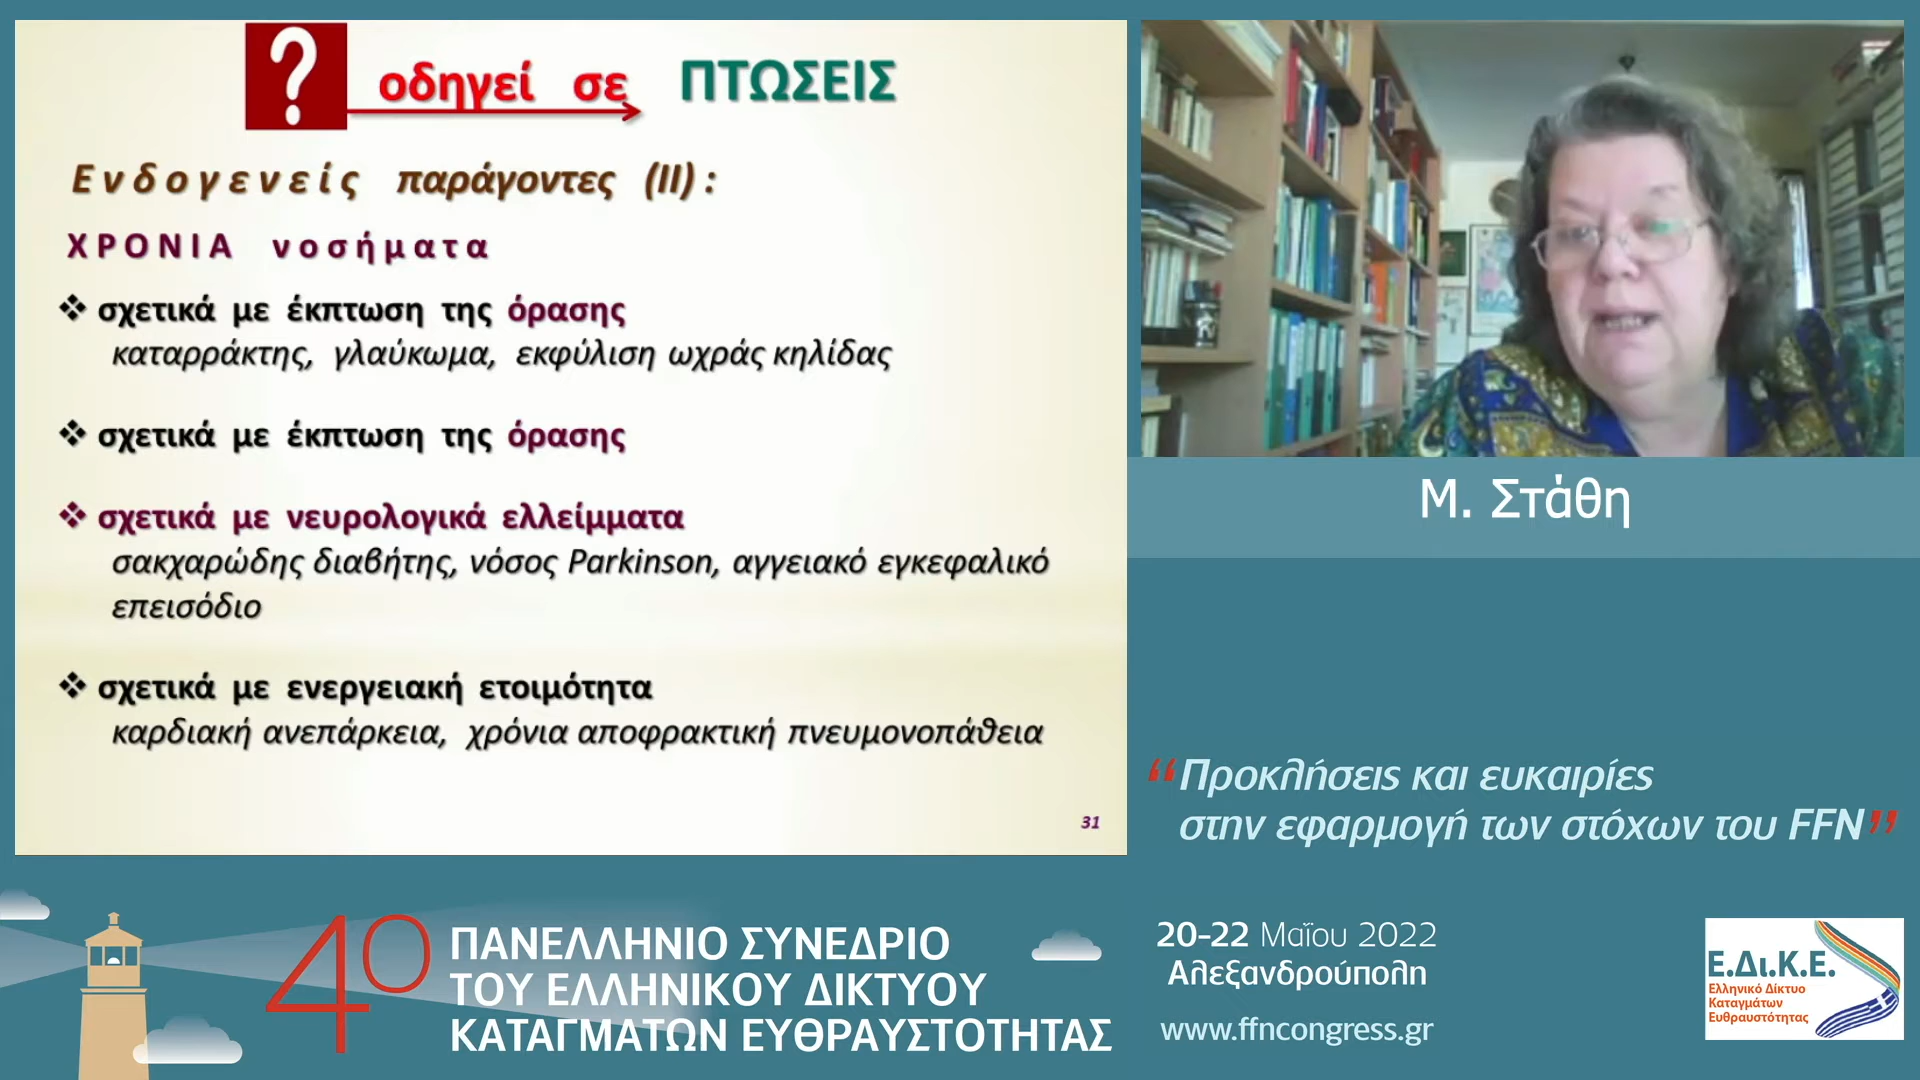 ?
οδηγεί σε ΠΤΩΣΕΙΣ
Ενδογενείς παράγοντες (II) :
ΧΡΟΝΙΑ νοσήματα
❖ σχετικά με έκπτωση της όρασης
καταρράκτης, γλαύκωμα, εκφύλιση ωχράς κηλίδας
❖ σχετικά με έκπτωση της όρασης
❖ σχετικά με νευρολογικά ελλείμματα
σακχαρώδης διαβήτης, νόσος Parkinson, αγγειακό εγκεφαλικό
επεισόδιο
❖ σχετικά με ενεργειακή ετοιμότητα
καρδιακή ανεπάρκεια, χρόνια αποφρακτική πνευμονοπάθεια
31
Μ. Στάθη
“Προκλήσεις και ευκαιρίες
στην εφαρμογή των στόχων του FFN”
4ο
ΠΑΝΕΛΛΗΝΙΟ ΣΥΝΕΔΡΙΟ
ΤΟΥ ΕΛΛΗΝΙΚΟΥ ΔΙΚΤΥΟΥ
ΚΑΤΑΓΜΑΤΩΝ ΕΥΘΡΑΥΣΤΟΤΗΤΑΣ
20-22 Μαΐου 2022
Αλεξανδρούπολη
www.ffncongress.gr
Ε.Δι.Κ.Ε.
Ελληνικό Δίκτυο
Καταγμάτων
Ευθραυστότητας